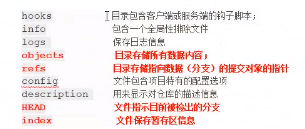 hooks 目录包含客户端或服务端的钩子脚本；
info 包含一个全局性排除文件
logs 保存日志信息
objects 目录存储所有数据内容；
refs 目录存储指向数据（分支）的提交对象的指针
config 文件包含项目特有的配置选项
description 用来显示对仓库的描述信息
HEAD 文件指示目前被检出的分支
index 文件保存暂存区信息